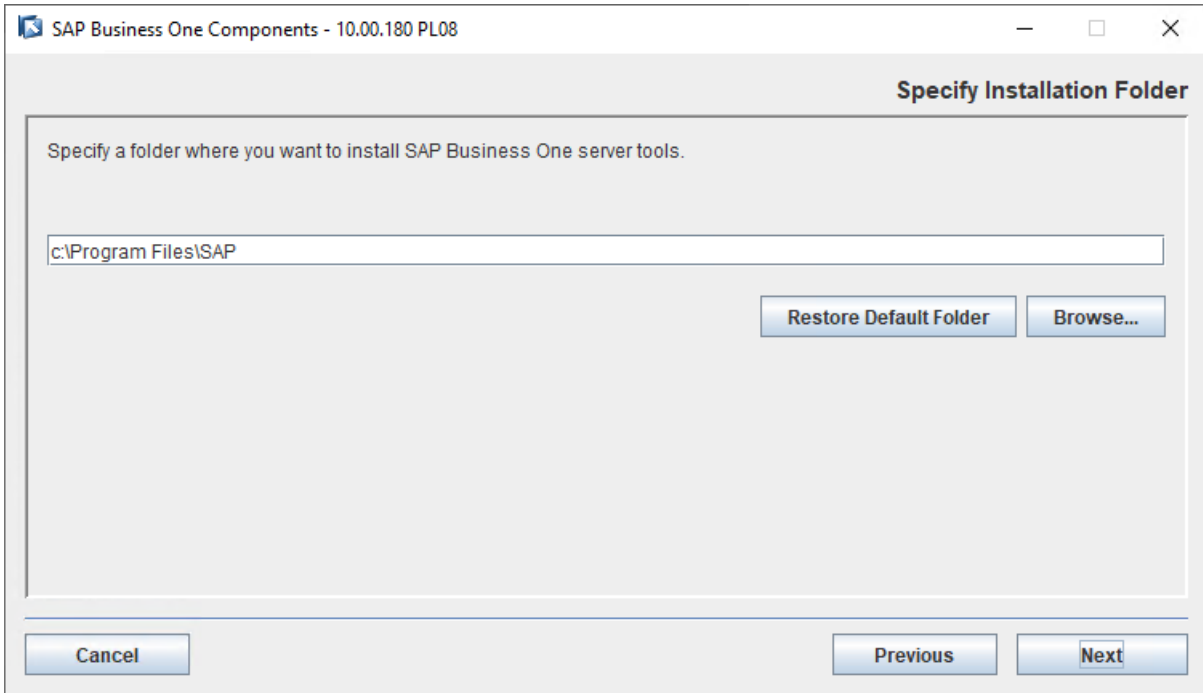 SAP Business One Components - 10.00.180 PL08
Specify Installation Folder
Specify a folder where you want to install SAP Business One server tools.
c:\Program Files\SAP
Restore Default Folder
Browse...
Cancel
Previous
Next